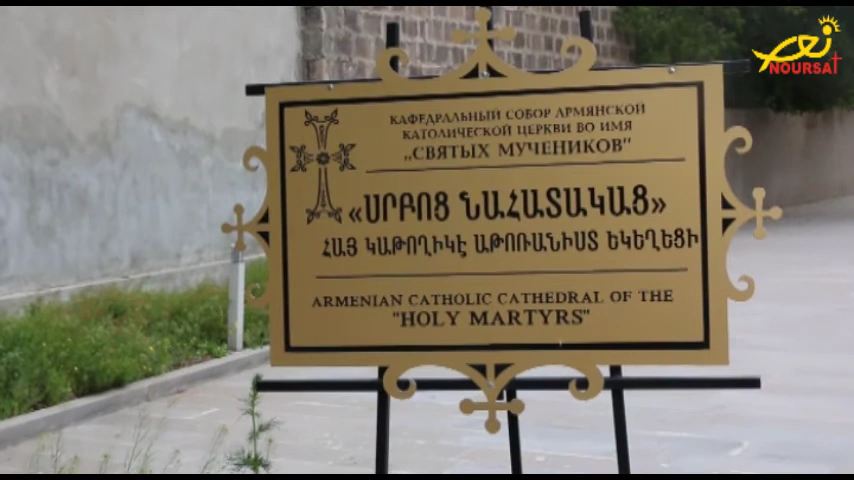 نور
NOURSAT
КАФЕДРАЛЬНЫЙ СОБОР АРМЯНСКОЙ
КАТОЛИЧЕСКОЙ ЦЕРКВИ ВО ИМЯ
„СВЯТЫХ МУЧЕНИКОВ"
«ՍՐԲՈՑ ՆԱՀԱՏԱԿԱՑ»
ՀԱՅ ԿԱԹՈՂԻԿԷ ԱԹՈՌԱՆԻՍՏ ԵԿԵՂԵՑԻ
ARMENIAN CATHOLIC CATHEDRAL OF THE
"HOLY MARTYRS"